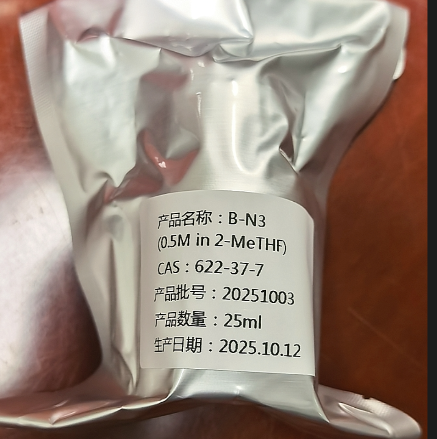 产品名称：B-N3
(0.5M in 2-MeTHF)
CAS：622-37-7
产品批号：20251003
产品数量：25ml
生产日期：2025.10.12